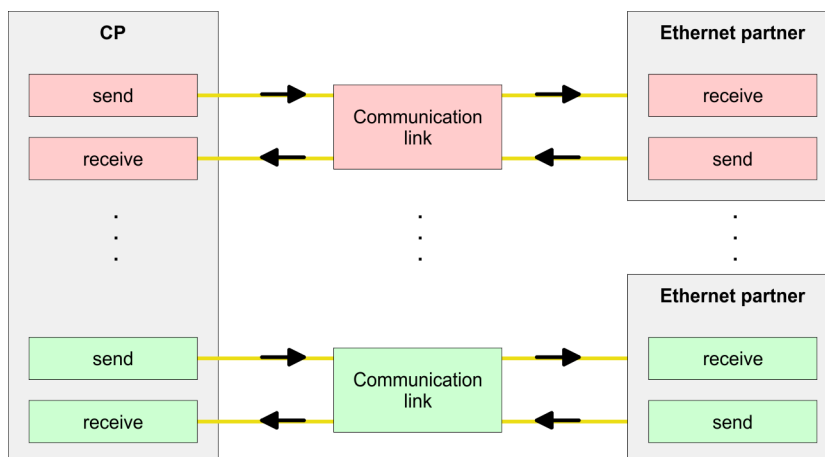 CP
Ethernet partner
send
receive
Communication
link
receive
send
. . .
. . .
. . .
Ethernet partner
send
receive
Communication
link
receive
send